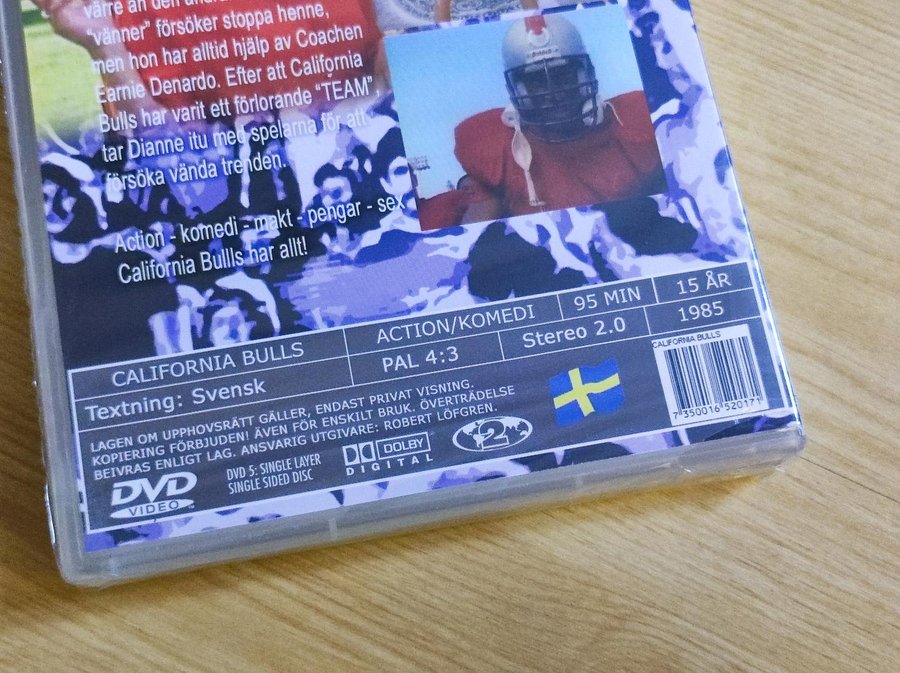 värre än den andra
"vänner" försöker stoppa henne,
men hon har alltid hjälp av Coachen
Earnie Denardo. Efter att California
Bulls har varit ett förlorande "TEAM",
tar Dianne itu med spelarna för att
försöka vända trenden.
Action - komedi - makt - pengar - sex
California Bullls har allt!
CALIFORNIA BULLS
ACTION/KOMEDI
95 MIN
15 ÅR
Textning: Svensk
PAL 4:3
Stereo 2.0
1985
LAGEN OM UPPHOVSRÄTT GÄLLER, ENDAST PRIVAT VISNING.
KOPIERING FÖRBJUDEN! ÄVEN FÖR ENSKILT BRUK. ÖVERTRÄDELSE
BEIVRAS ENLIGT LAG. ANSVARIG UTGIVARE: ROBERT LÖFGREN.
DVD
VIDEO
DVD 5: SINGLE LAYER
SINGLE SIDED DISC
DOLBY
DIGITAL
2
CALIFORNIA BULLS
7 350016 520171